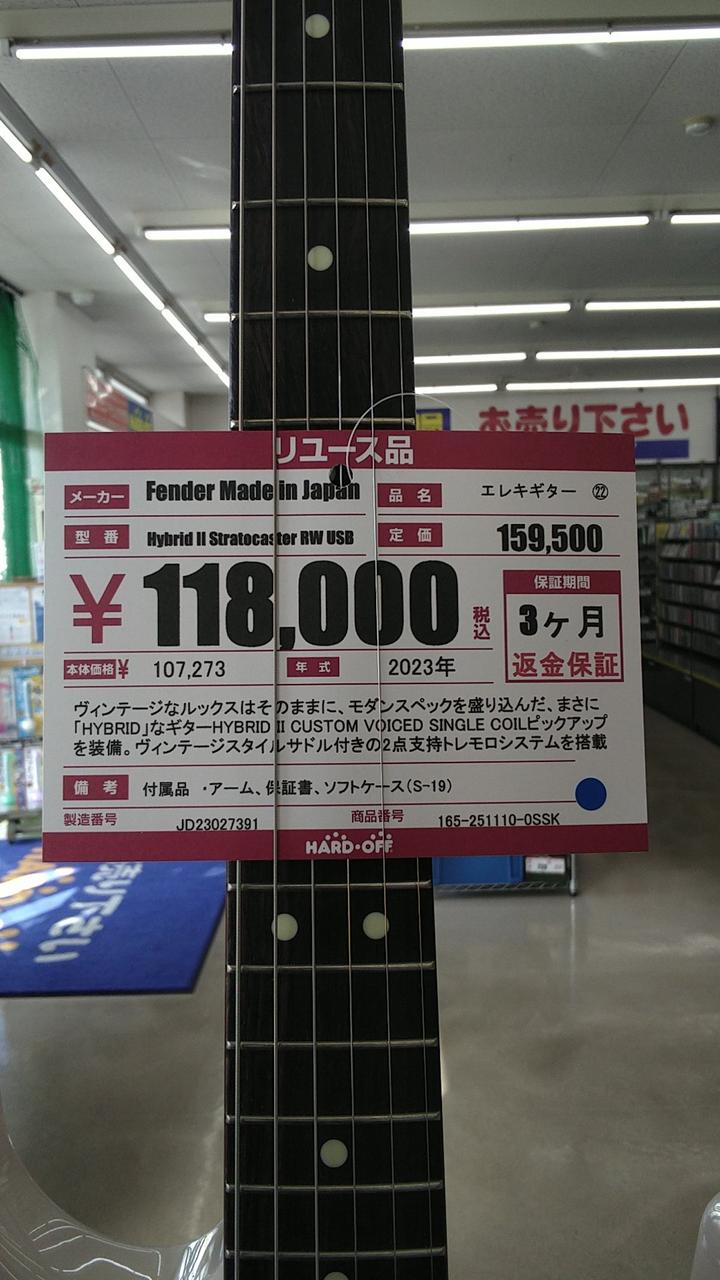 お売り下さい
リユース品
メーカー Fender Made in Japan 品名 エレキギター ㉒
型番 Hybrid II Stratocaster RW USB 定価 159,500
¥118,000 税込
保証期間
3ヶ月
返金保証
本体価格¥ 107,273 年式 2023年
ヴィンテージなルックスはそのままに、モダンスペックを盛り込んだ、まさに
「HYBRID」なギターHYBRID II CUSTOM VOICED SINGLE COILピックアップ
を装備。ヴィンテージスタイルサドル付きの2点支持トレモロシステムを搭載
備考 付属品 ・アーム、保証書、ソフトケース(S-19)
製造番号 JD23027391 商品番号 165-251110-0SSK
HARD・OFF
売り下さい